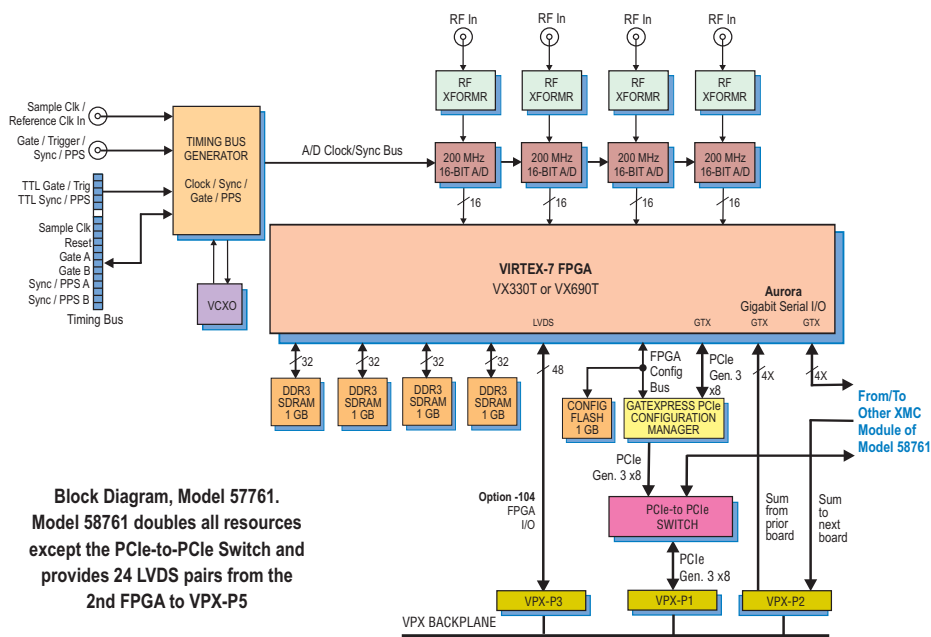 RF In
RF In
RF In
RF In
RF
XFORMR
RF
XFORMR
RF
XFORMR
RF
XFORMR
Sample Clk /
Reference Clk In
Gate / Trigger /
Sync / PPS
TTL Gate / Trig
TTL Sync / PPS
Sample Clk
Reset
Gate A
Gate B
Sync / PPS A
Sync / PPS B
Timing Bus
TIMING BUS
GENERATOR
Clock / Sync /
Gate / PPS
VCXO
A/D Clock/Sync Bus
200 MHz
16-BIT A/D
200 MHz
16-BIT A/D
200 MHz
16-BIT A/D
200 MHz
16-BIT A/D
16
16
16
16
VIRTEX-7 FPGA
VX330T or VX690T
Aurora
Gigabit Serial I/O
LVDS
GTX
GTX
GTX
32
32
32
32
48
FPGA
Config
Bus
PCIe
Gen. 3
x8
4X
4X
DDR3
SDRAM
1 GB
DDR3
SDRAM
1 GB
DDR3
SDRAM
1 GB
DDR3
SDRAM
1 GB
CONFIG
FLASH
1 GB
GATEXPRESS PCIe
CONFIGURATION
MANAGER
From/To
Other XMC
Module of
Model 58761
PCIe
Gen. 3 x8
Option -104
FPGA
I/O
PCIe-to PCIe
SWITCH
Sum
from
prior
board
Sum
to
next
board
PCIe
Gen. 3 x8
Block Diagram, Model 57761.
Model 58761 doubles all resources
except the PCIe-to-PCIe Switch and
provides 24 LVDS pairs from the
2nd FPGA to VPX-P5
VPX-P3
VPX-P1
VPX-P2
VPX BACKPLANE